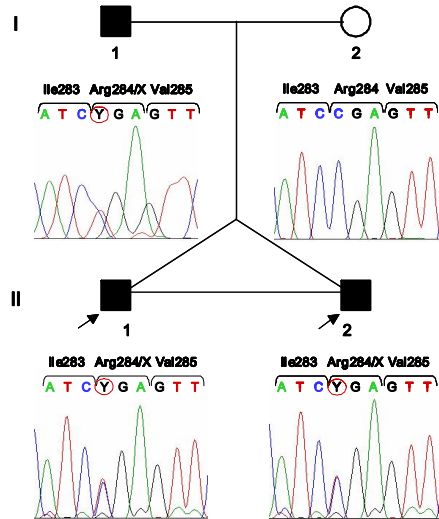 I
1
2
Ile283 Arg284/X Val285
A T C Y G A G T T
Ile283 Arg284 Val285
A T C C G A G T T
II
1
2
Ile283 Arg284/X Val285
A T C Y G A G T T
Ile283 Arg284/X Val285
A T C Y G A G T T